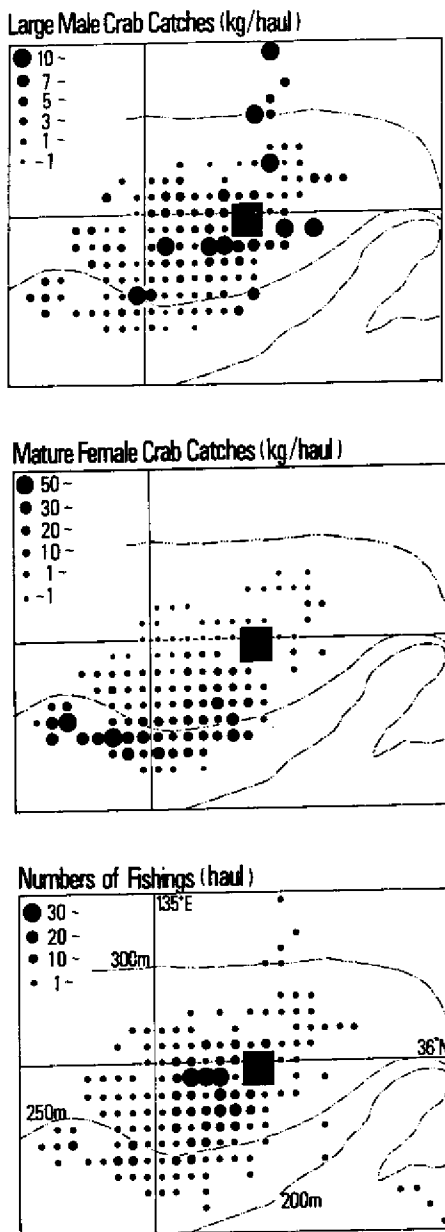 Large Male Crab Catches (kg/haul)
10 ~
7 ~
5 ~
3 ~
1 ~
~1
Mature Female Crab Catches (kg/haul)
50 ~
30 ~
20 ~
10 ~
1 ~
~1
Numbers of Fishings (haul)
30 ~
20 ~
10 ~
1 ~
135°E
300m
36°N
250m
200m